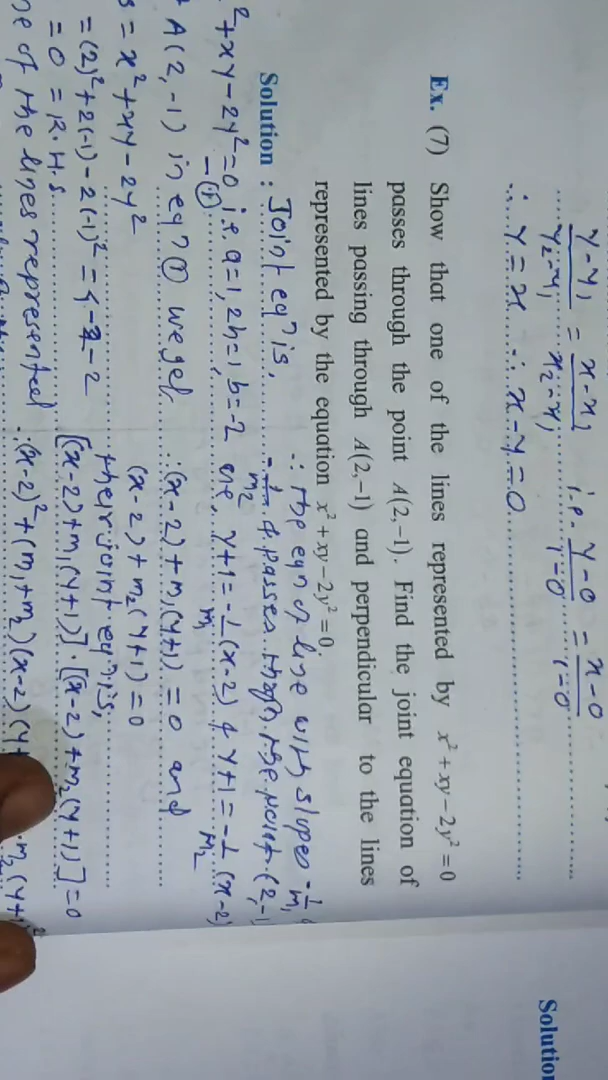 y-y₁/y₂-y₁ = x-x₁/x₂-x₁ i.e. y-0/1-0 = x-0/1-0
∴ y=x ∴ x-y=0
Ex. (7) Show that one of the lines represented by x²+xy-2y²=0
passes through the point A(2,-1). Find the joint equation of
lines passing through A(2,-1) and perpendicular to the lines
represented by the equation x²+xy-2y²=0
Solution : Joint eqⁿ is,
²+xy-2y²=0 i.e. a=1, 2h=1, b=-2
A(2,-1) in eqⁿ ① we get
= x²+xy-2y²
=(2)²+2(-1)-2(-1)² = 4-2-2
=0 = R.H.S.
of the lines represented
∴ the eqn of line with slopes -1/m₁
-1/m₂ & passes through the point (2,-1)
are, y+1=-1/m₁(x-2) & y+1=-1/m₂(x-2)
∴ (x-2)+m₁(y+1)=0 and
(x-2)+m₂(y+1)=0
their joint eqⁿ is,
[(x-2)+m₁(y+1)].[(x-2)+m₂(y+1)]=0
∴(x-2)²+(m₁+m₂)(x-2)(y+
Solution